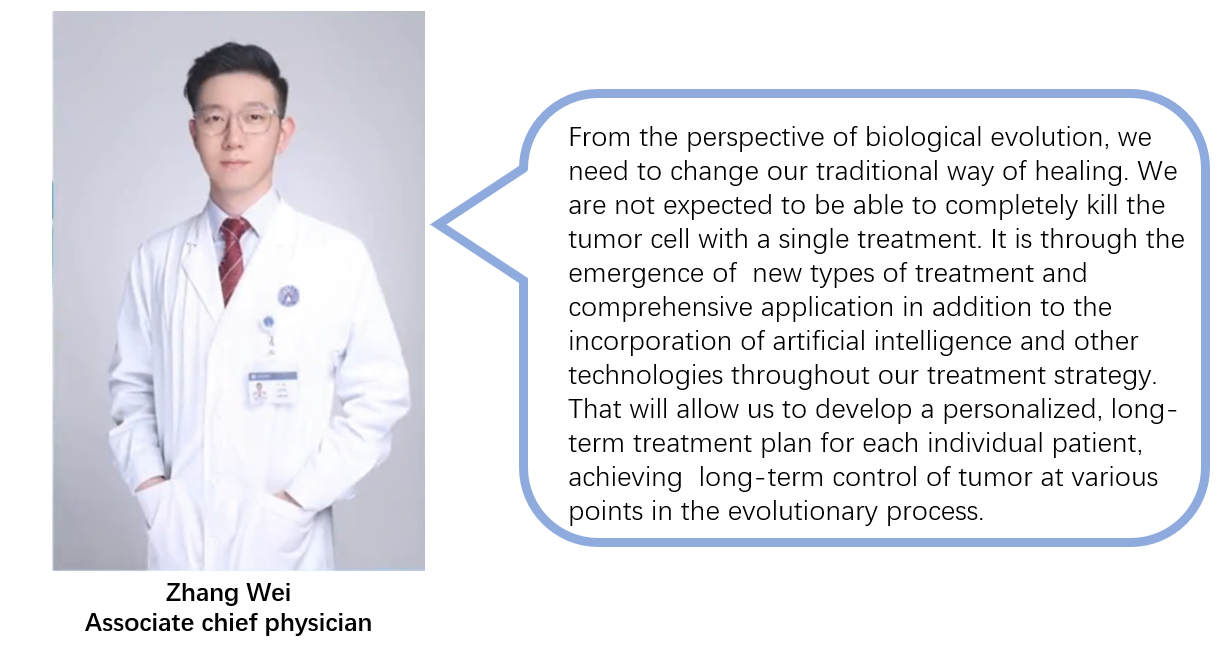 From the perspective of biological evolution, we
need to change our traditional way of healing. We
are not expected to be able to completely kill the
tumor cell with a single treatment. It is through the
emergence of  new types of treatment and
comprehensive application in addition to the
incorporation of artificial intelligence and other
technologies throughout our treatment strategy.
That will allow us to develop a personalized, long-
term treatment plan for each individual patient,
achieving  long-term control of tumor at various
points in the evolutionary process.
Zhang Wei
Associate chief physician